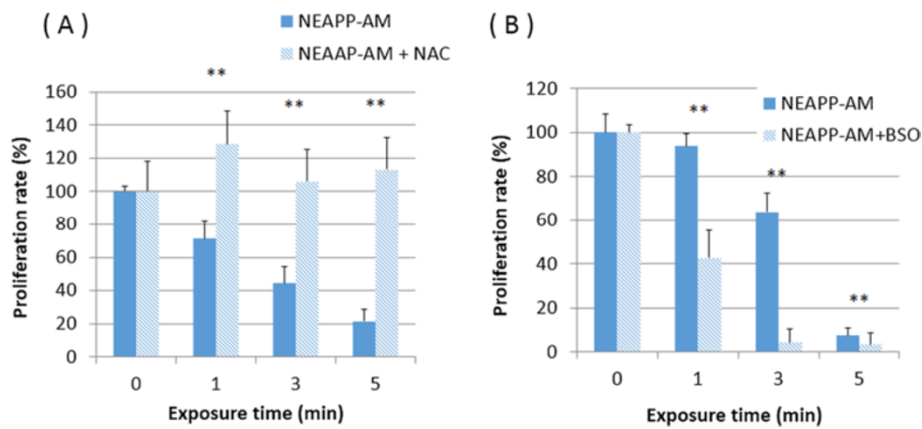 ( A )
NEAPP-AM
NEAAP-AM + NAC
160
140
120
100
80
60
40
20
0
Proliferation rate (%)
**
**
**
0 1 3 5
Exposure time (min)
( B )
NEAPP-AM
NEAPP-AM+BSO
120
100
80
60
40
20
0
Proliferation rate (%)
**
**
**
0 1 3 5
Exposure time (min)